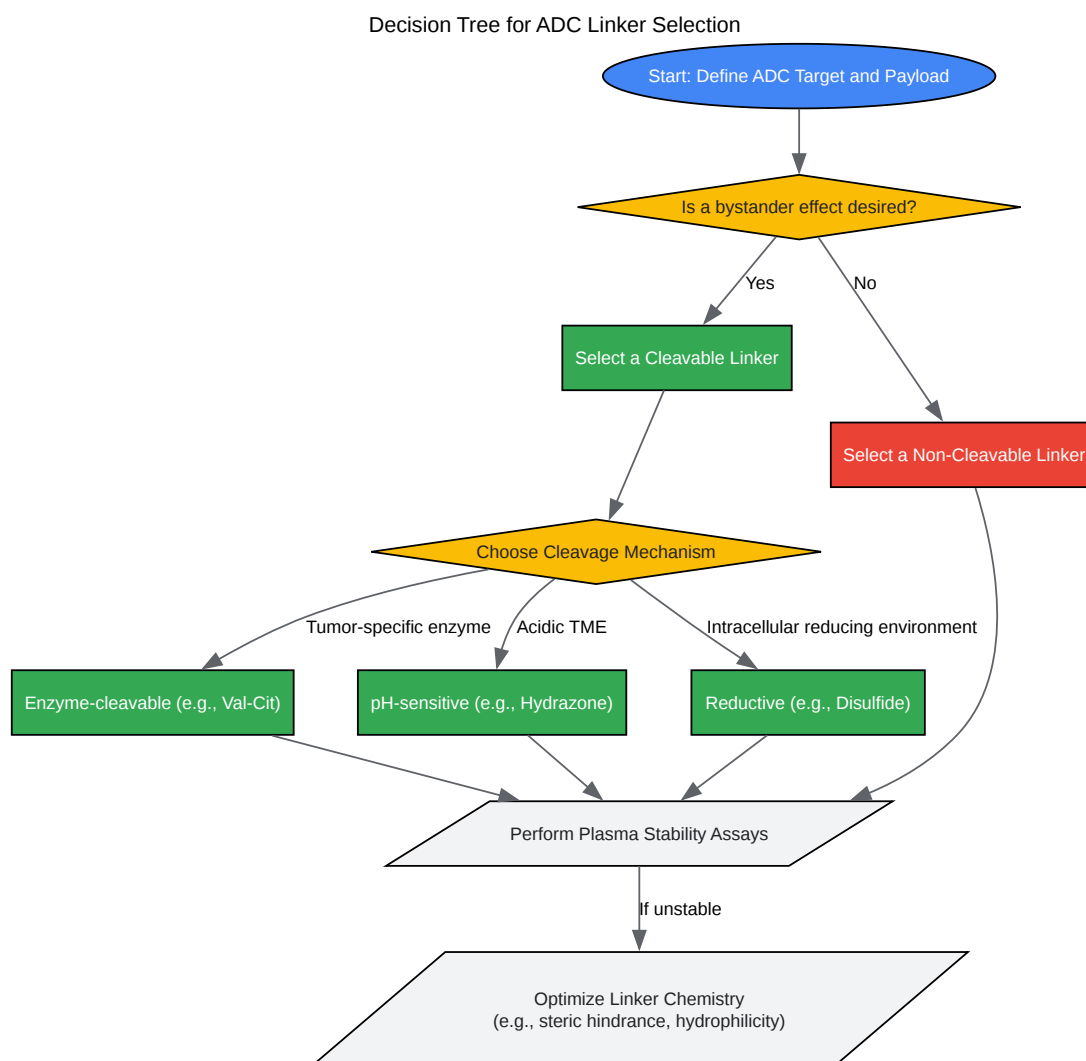 Decision Tree for ADC Linker Selection
Start: Define ADC Target and Payload
Is a bystander effect desired?
Yes
No
Select a Cleavable Linker
Select a Non-Cleavable Linker
Choose Cleavage Mechanism
Tumor-specific enzyme
Acidic TME
Intracellular reducing environment
Enzyme-cleavable (e.g., Val-Cit)
pH-sensitive (e.g., Hydrazone)
Reductive (e.g., Disulfide)
Perform Plasma Stability Assays
If unstable
Optimize Linker Chemistry
(e.g., steric hindrance, hydrophilicity)